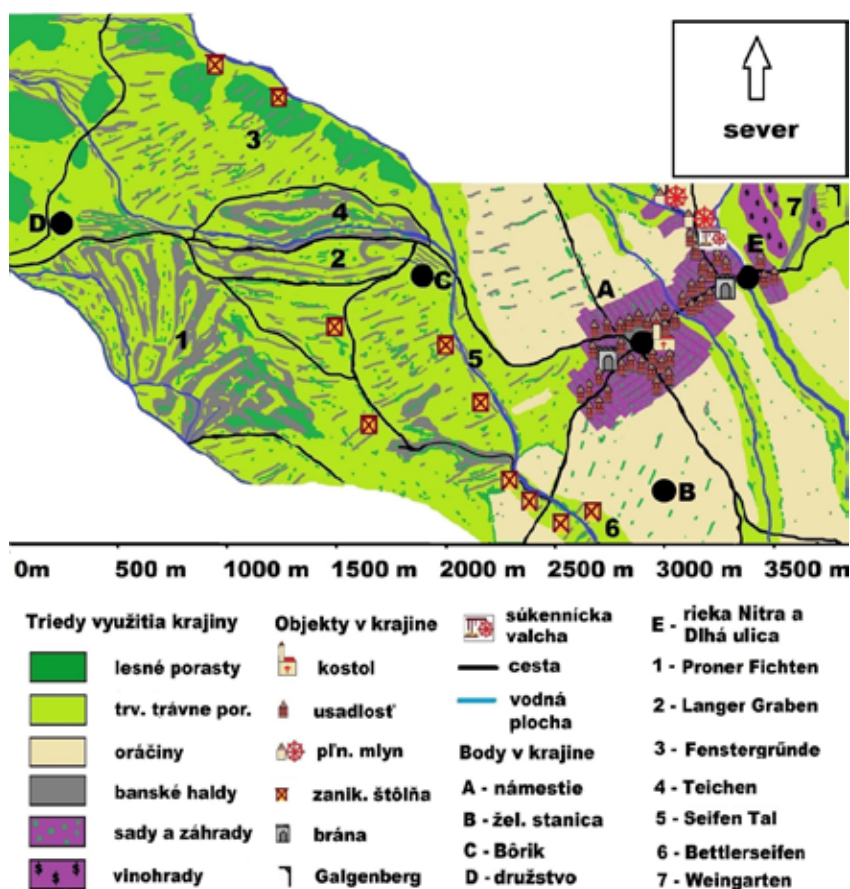 sever
3
D
4
7
2
E
C
A
1
5
B
6
0m 500 m 1000 m 1500 m 2000 m 2500 m 3000 m 3500 m
Triedy využitia krajiny
lesné porasty
trv. trávne por.
oráčiny
banské haldy
sady a záhrady
vinohrady
Objekty v krajine
kostol
usadlosť
pľn. mlyn
zanik. štôlňa
brána
Galgenberg
súkennícka
valcha
cesta
vodná
plocha
Body v krajine
A - námestie
B - žel. stanica
C - Bôrik
D - družstvo
E - rieka Nitra a
Dlhá ulica
1 - Proner Fichten
2 - Langer Graben
3 - Fenstergründe
4 - Teichen
5 - Seifen Tal
6 - Bettlerseifen
7 - Weingarten